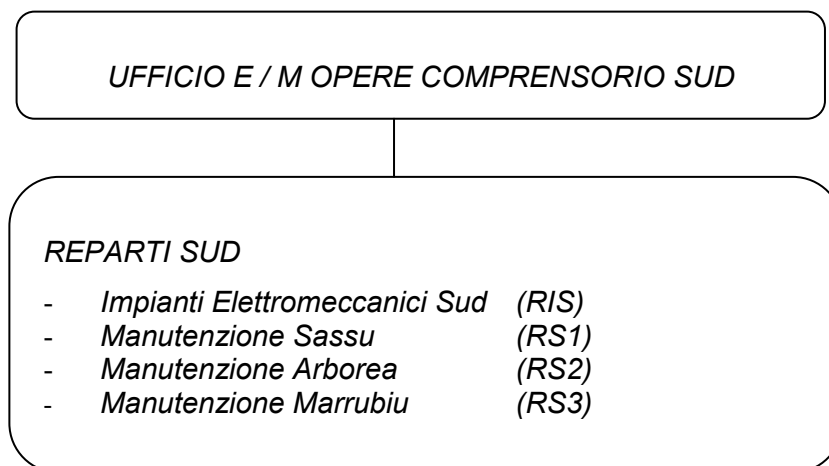 UFFICIO E / M OPERE COMPRENSORIO SUD
REPARTI SUD
- Impianti Elettromeccanici Sud (RIS)
- Manutenzione Sassu (RS1)
- Manutenzione Arborea (RS2)
- Manutenzione Marrubiu (RS3)